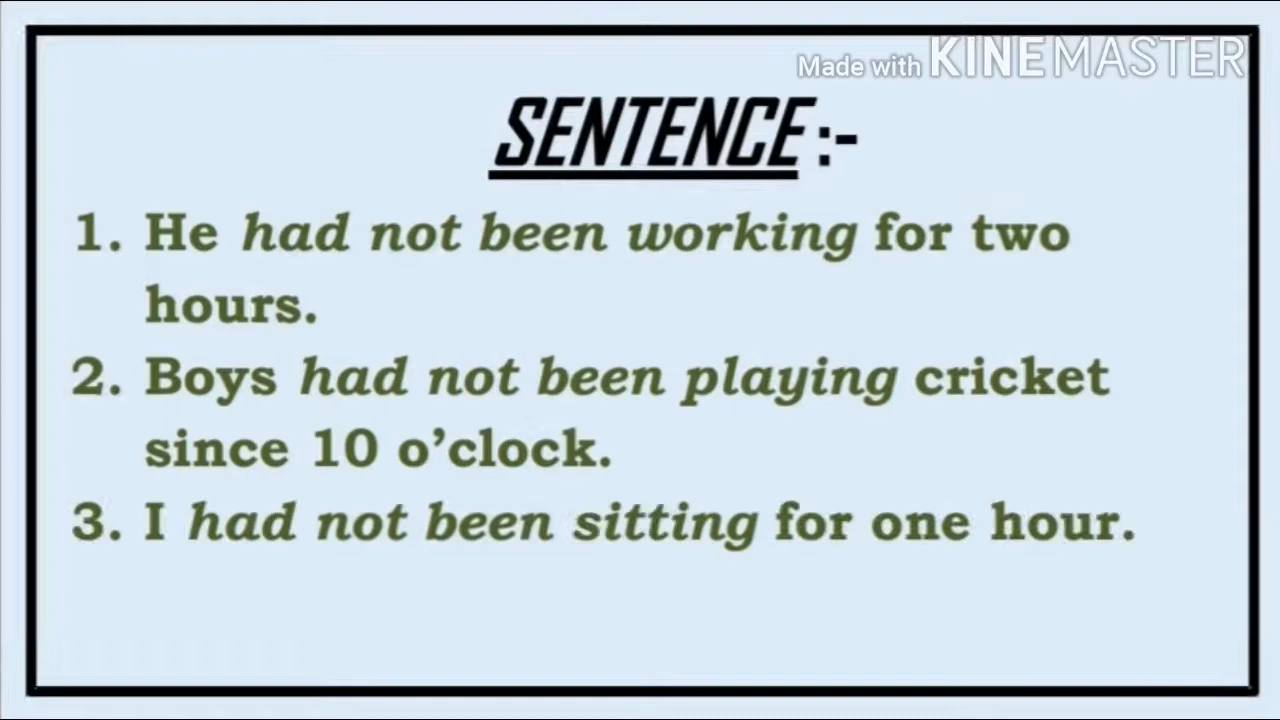 Made with KINEMASTER
SENTENCE :-
1. He had not been working for two
hours.
2. Boys had not been playing cricket
since 10 o’clock.
3. I had not been sitting for one hour.